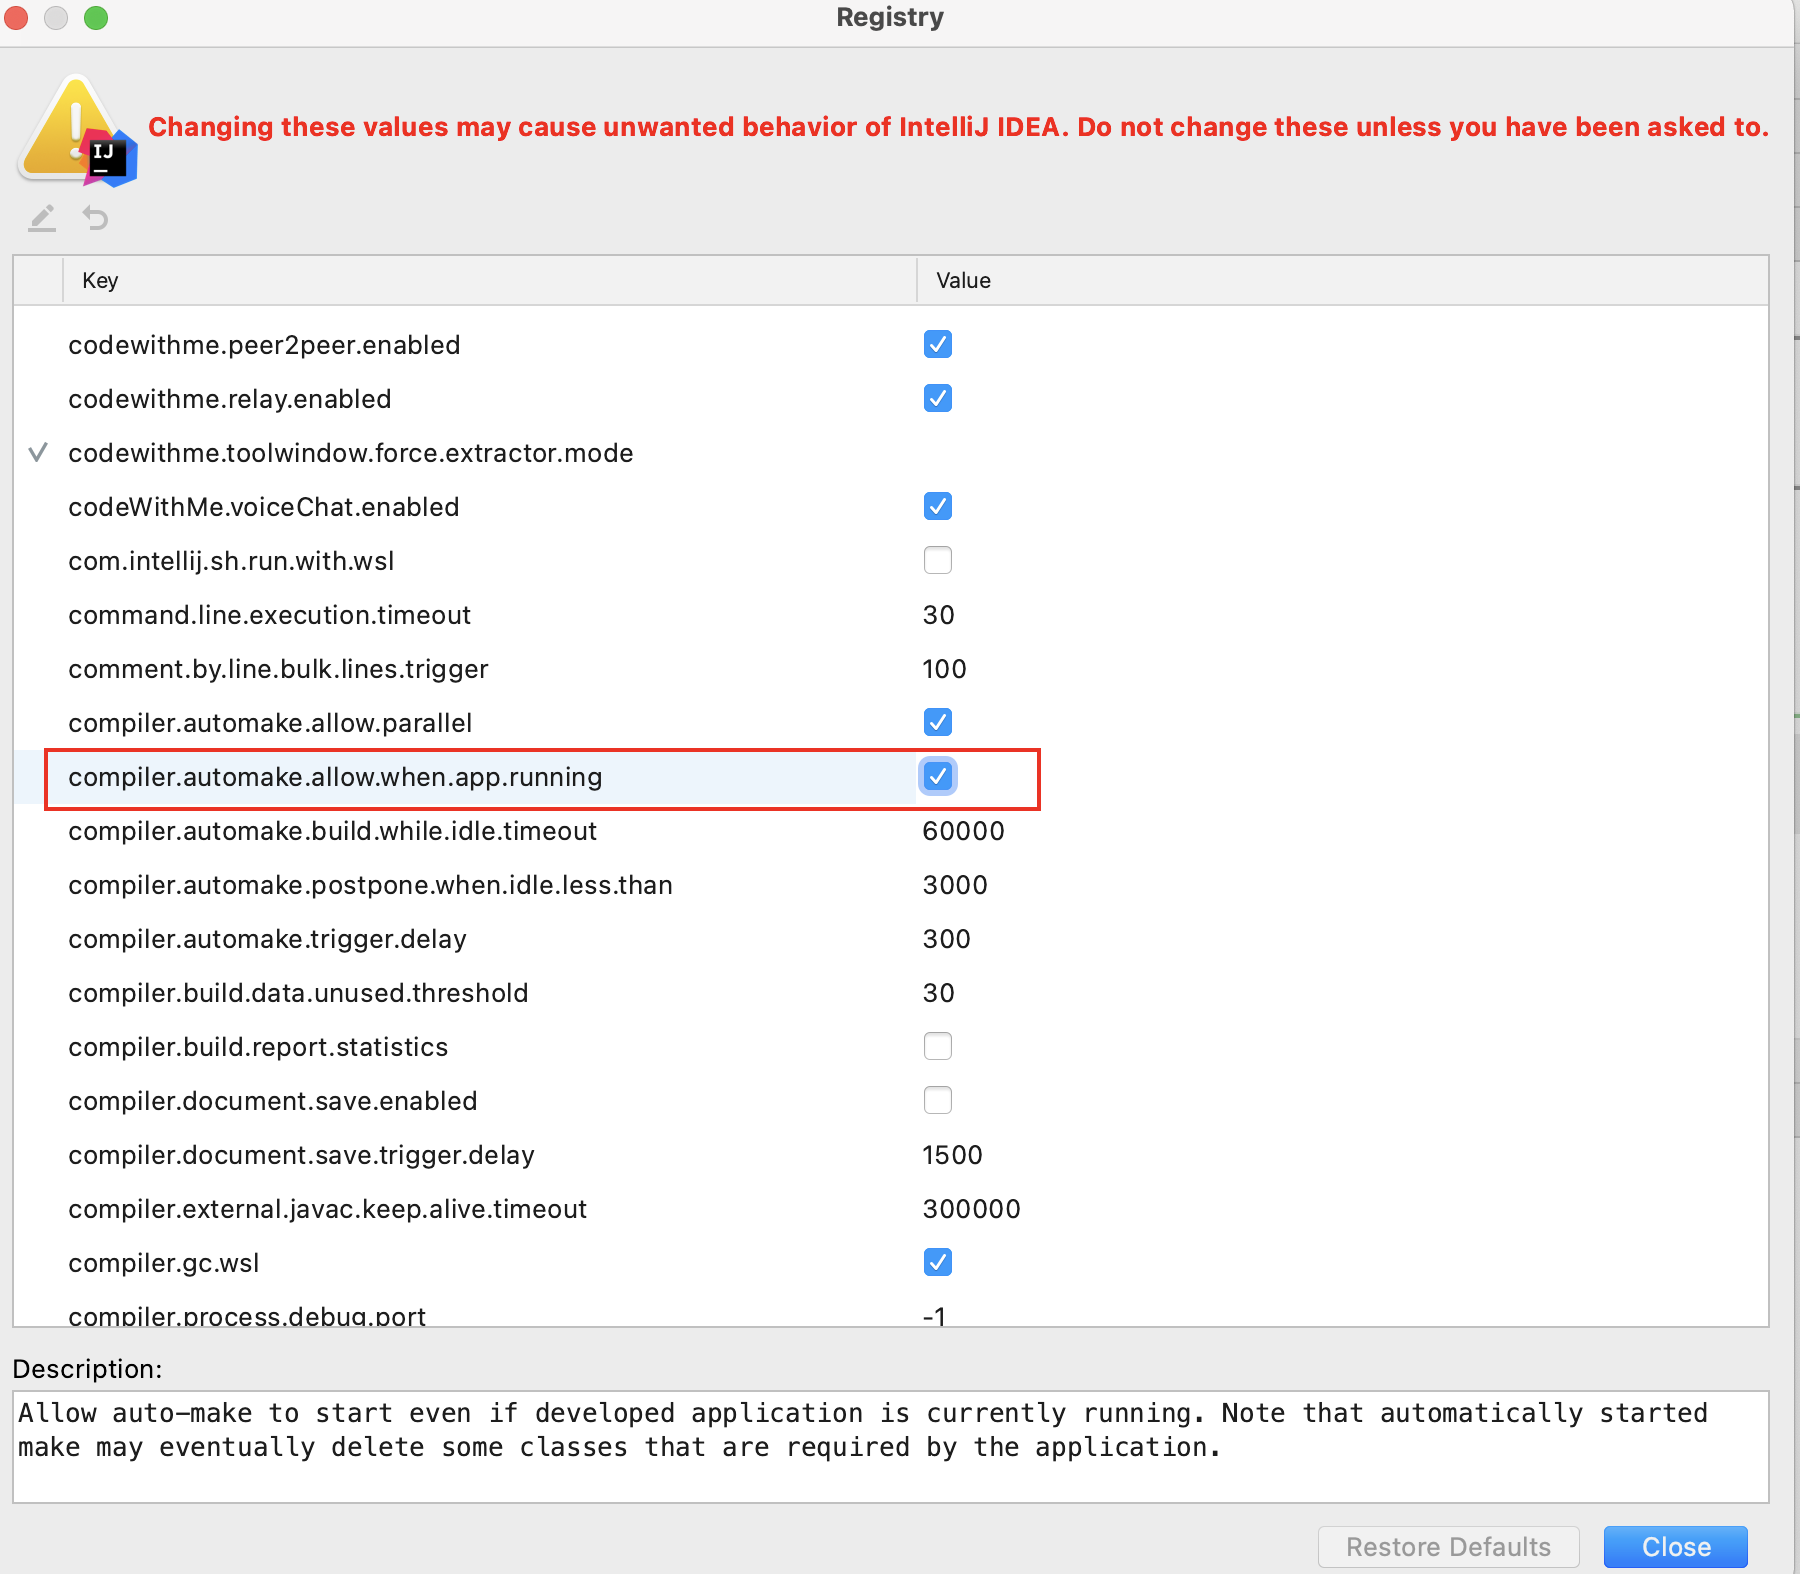 Registry
IJ
Changing these values may cause unwanted behavior of IntelliJ IDEA. Do not change these unless you have been asked to.
Key Value
codewithme.peer2peer.enabled
codewithme.relay.enabled
codewithme.toolwindow.force.extractor.mode
codeWithMe.voiceChat.enabled
com.intellij.sh.run.with.wsl
command.line.execution.timeout 30
comment.by.line.bulk.lines.trigger 100
compiler.automake.allow.parallel
compiler.automake.allow.when.app.running
compiler.automake.build.while.idle.timeout 60000
compiler.automake.postpone.when.idle.less.than 3000
compiler.automake.trigger.delay 300
compiler.build.data.unused.threshold 30
compiler.build.report.statistics
compiler.document.save.enabled
compiler.document.save.trigger.delay 1500
compiler.external.javac.keep.alive.timeout 300000
compiler.gc.wsl
compiler.process.debug.port -1
Description:
Allow auto-make to start even if developed application is currently running. Note that automatically started
make may eventually delete some classes that are required by the application.
Restore Defaults Close